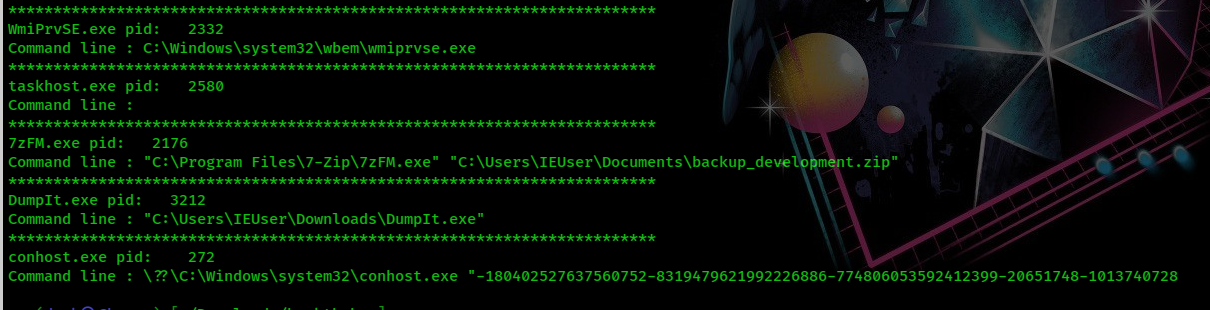 ************************************************************************
WmiPrvSE.exe pid:   2332
Command line : C:\Windows\system32\wbem\wmiprvse.exe
************************************************************************
taskhost.exe pid:   2580
Command line :
************************************************************************
7zFM.exe pid:   2176
Command line : "C:\Program Files\7-Zip\7zFM.exe" "C:\Users\IEUser\Documents\backup_development.zip"
************************************************************************
DumpIt.exe pid:   3212
Command line : "C:\Users\IEUser\Downloads\DumpIt.exe"
************************************************************************
conhost.exe pid:    272
Command line : \??\C:\Windows\system32\conhost.exe "-180402527637560752-8319479621992226886-774806053592412399-20651748-1013740728